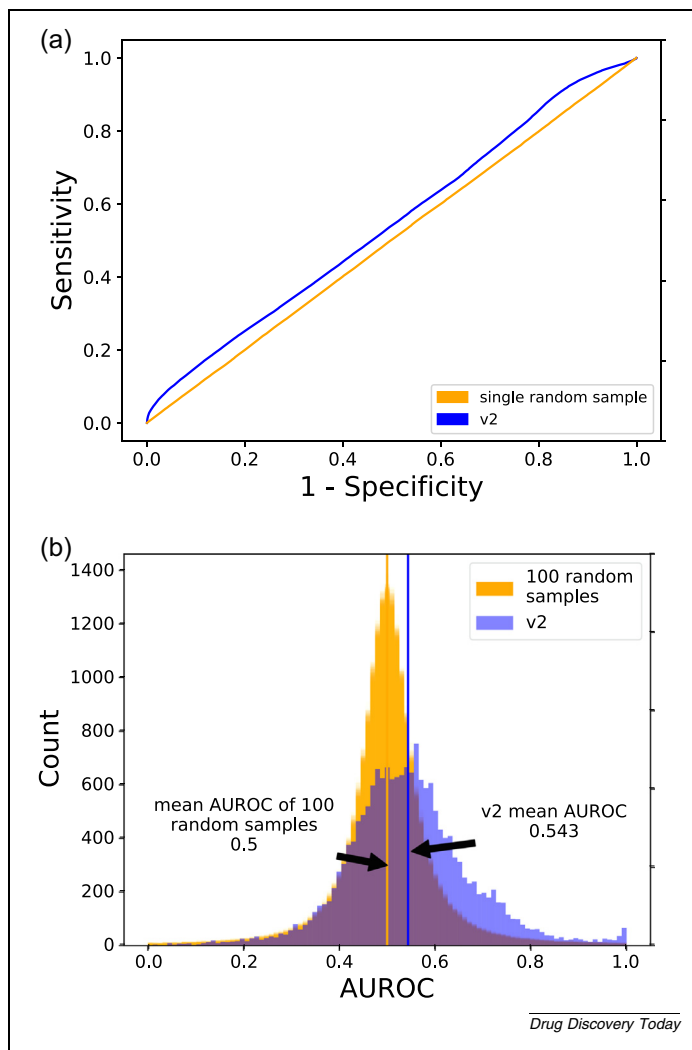 (a)
1.0
0.8
0.6
0.4
0.2
0.0
Sensitivity
single random sample
v2
0.0 0.2 0.4 0.6 0.8 1.0
1 - Specificity
(b)
1400
1200
1000
800
600
400
200
0
Count
100 random
samples
v2
mean AUROC of 100
random samples
0.5
v2 mean AUROC
0.543
0.0 0.2 0.4 0.6 0.8 1.0
AUROC
Drug Discovery Today